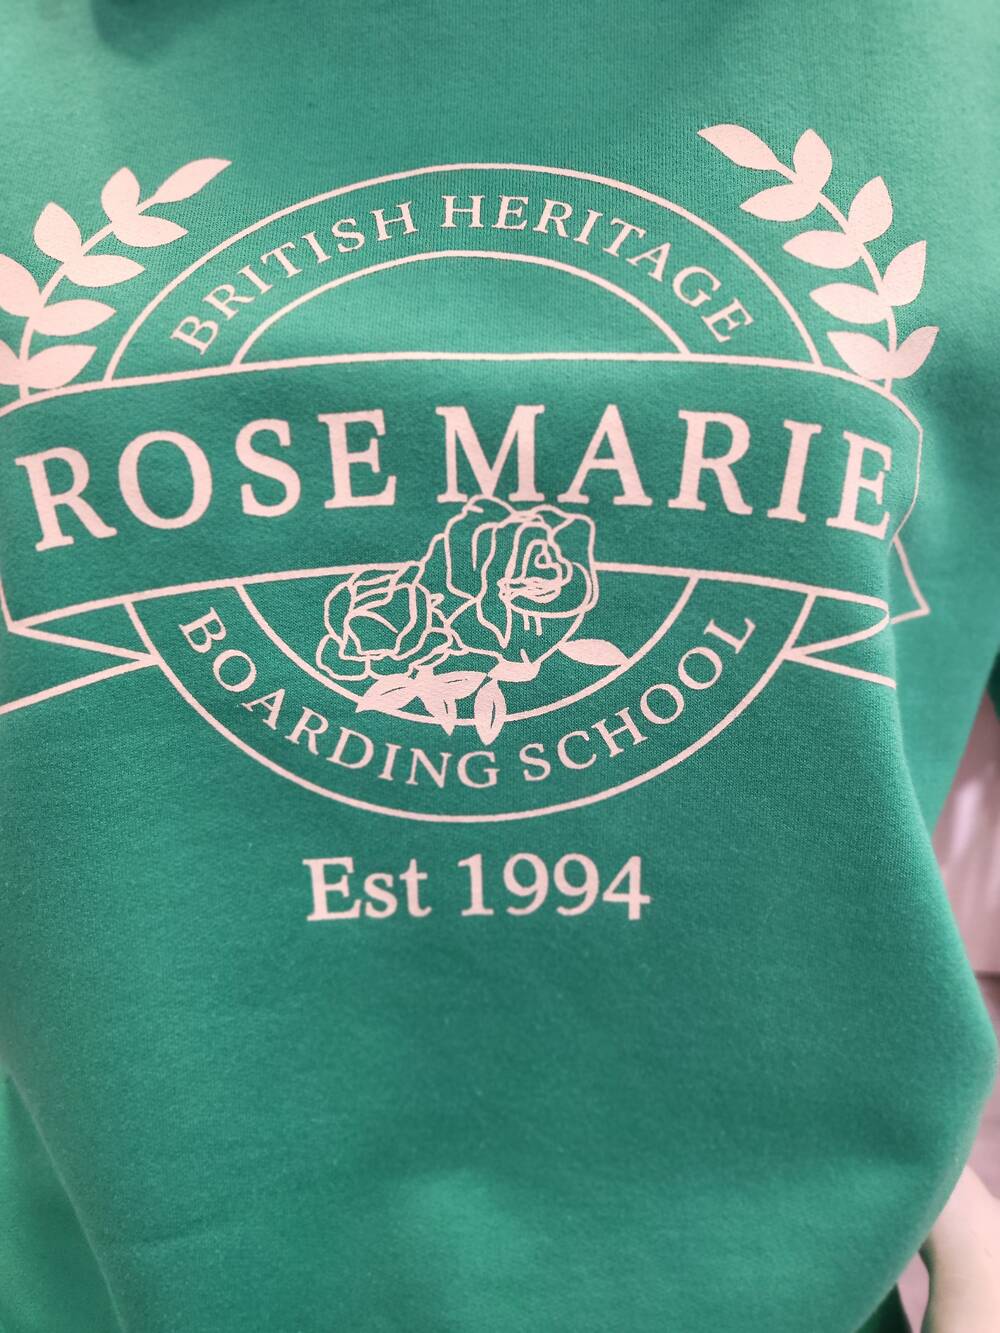 BRITISH HERITAGE
ROSE MARIE
BOARDING SCHOOL
Est 1994